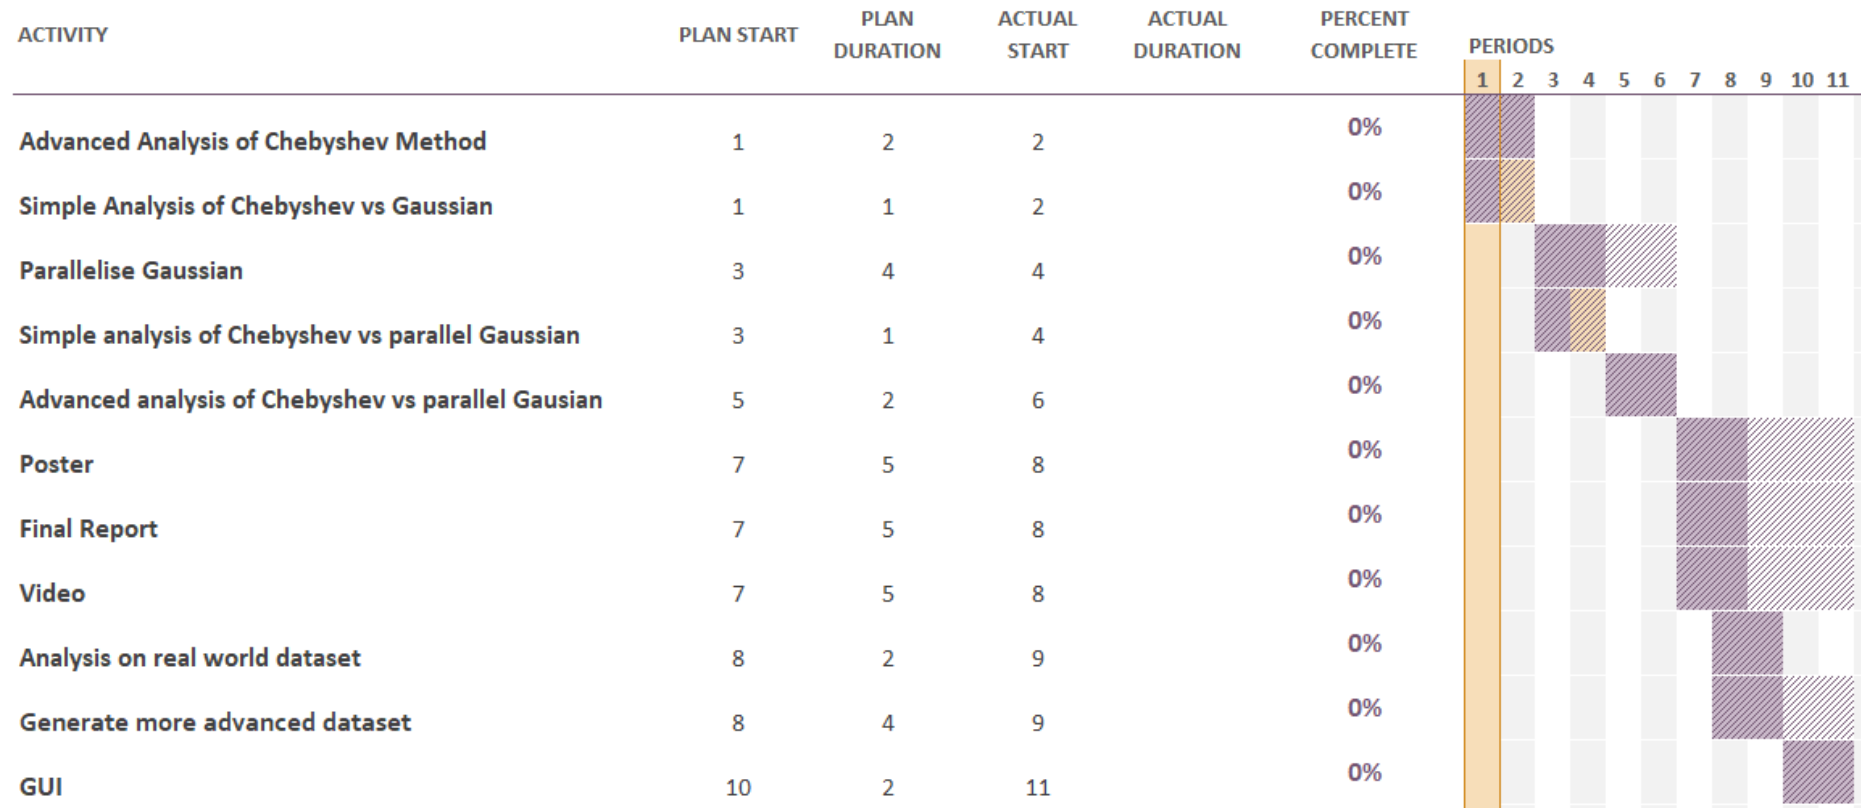 ACTIVITY PLAN START PLAN DURATION ACTUAL START ACTUAL DURATION PERCENT COMPLETE PERIODS
1 2 3 4 5 6 7 8 9 10 11
Advanced Analysis of Chebyshev Method 1 2 2 0%
Simple Analysis of Chebyshev vs Gaussian 1 1 2 0%
Parallelise Gaussian 3 4 4 0%
Simple analysis of Chebyshev vs parallel Gaussian 3 1 4 0%
Advanced analysis of Chebyshev vs parallel Gausian 5 2 6 0%
Poster 7 5 8 0%
Final Report 7 5 8 0%
Video 7 5 8 0%
Analysis on real world dataset 8 2 9 0%
Generate more advanced dataset 8 4 9 0%
GUI 10 2 11 0%